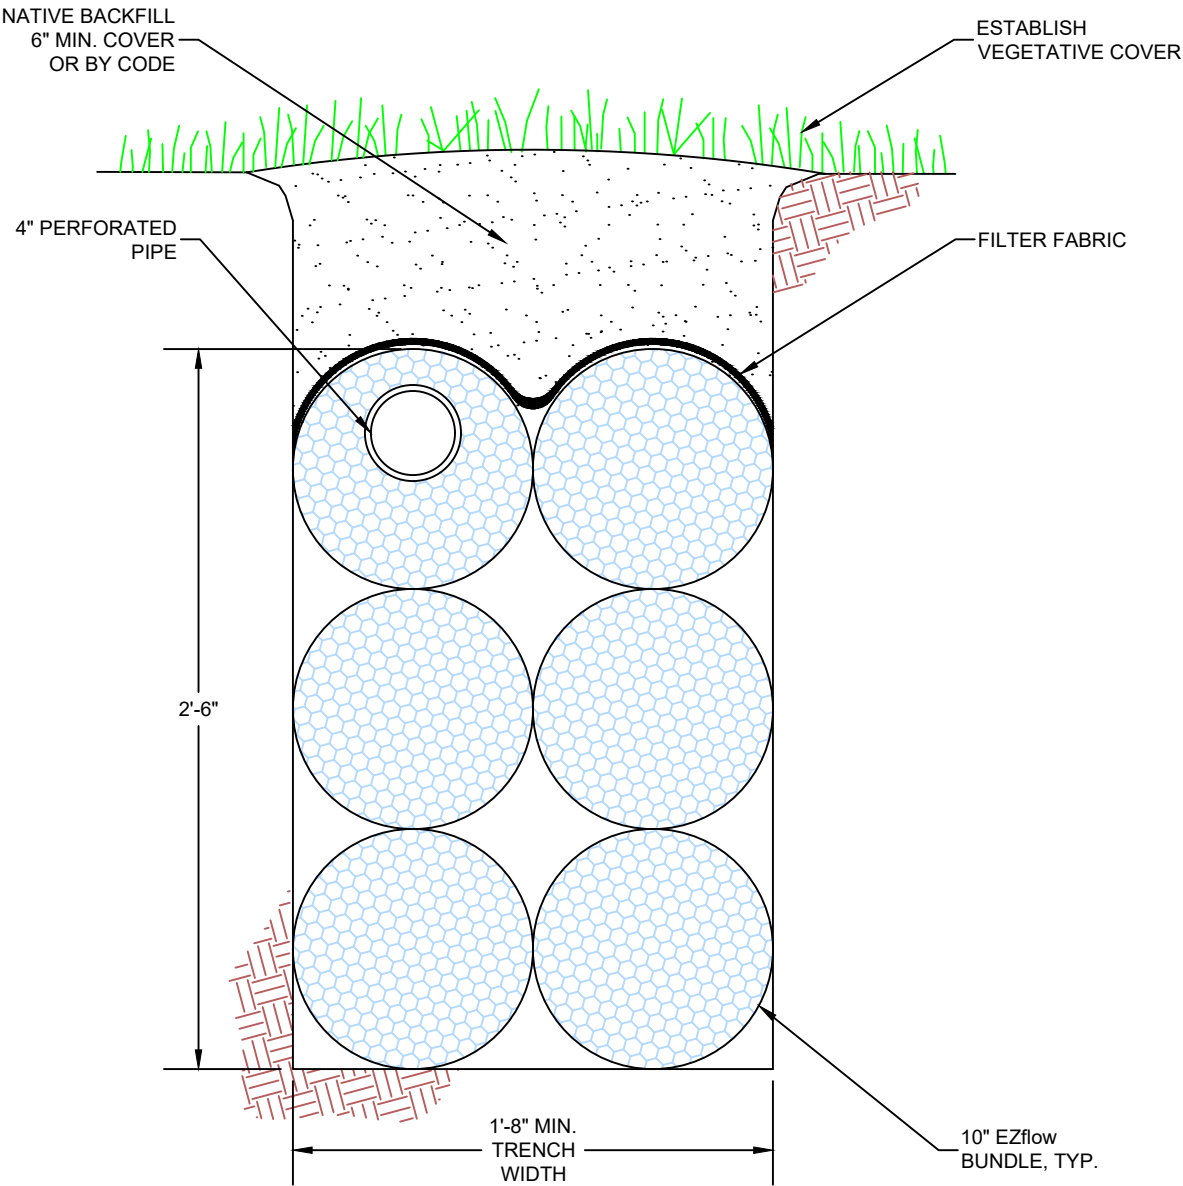 NATIVE BACKFILL
6" MIN. COVER
OR BY CODE
ESTABLISH
VEGETATIVE COVER
4" PERFORATED
PIPE
FILTER FABRIC
2'-6"
1'-8" MIN.
TRENCH
WIDTH
10" EZflow
BUNDLE, TYP.